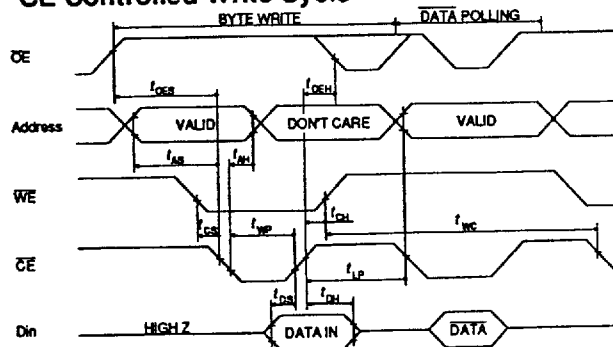 CE Controlled Write Cycle
BYTE WRITE
DATA POLLING
OE
tOES
tOEH
Address
VALID
DON'T CARE
VALID
tAS
tAH
WE
tCS
tWP
tCH
tWC
CE
tLP
tDS
tDH
Din
HIGH Z
DATA IN
DATA